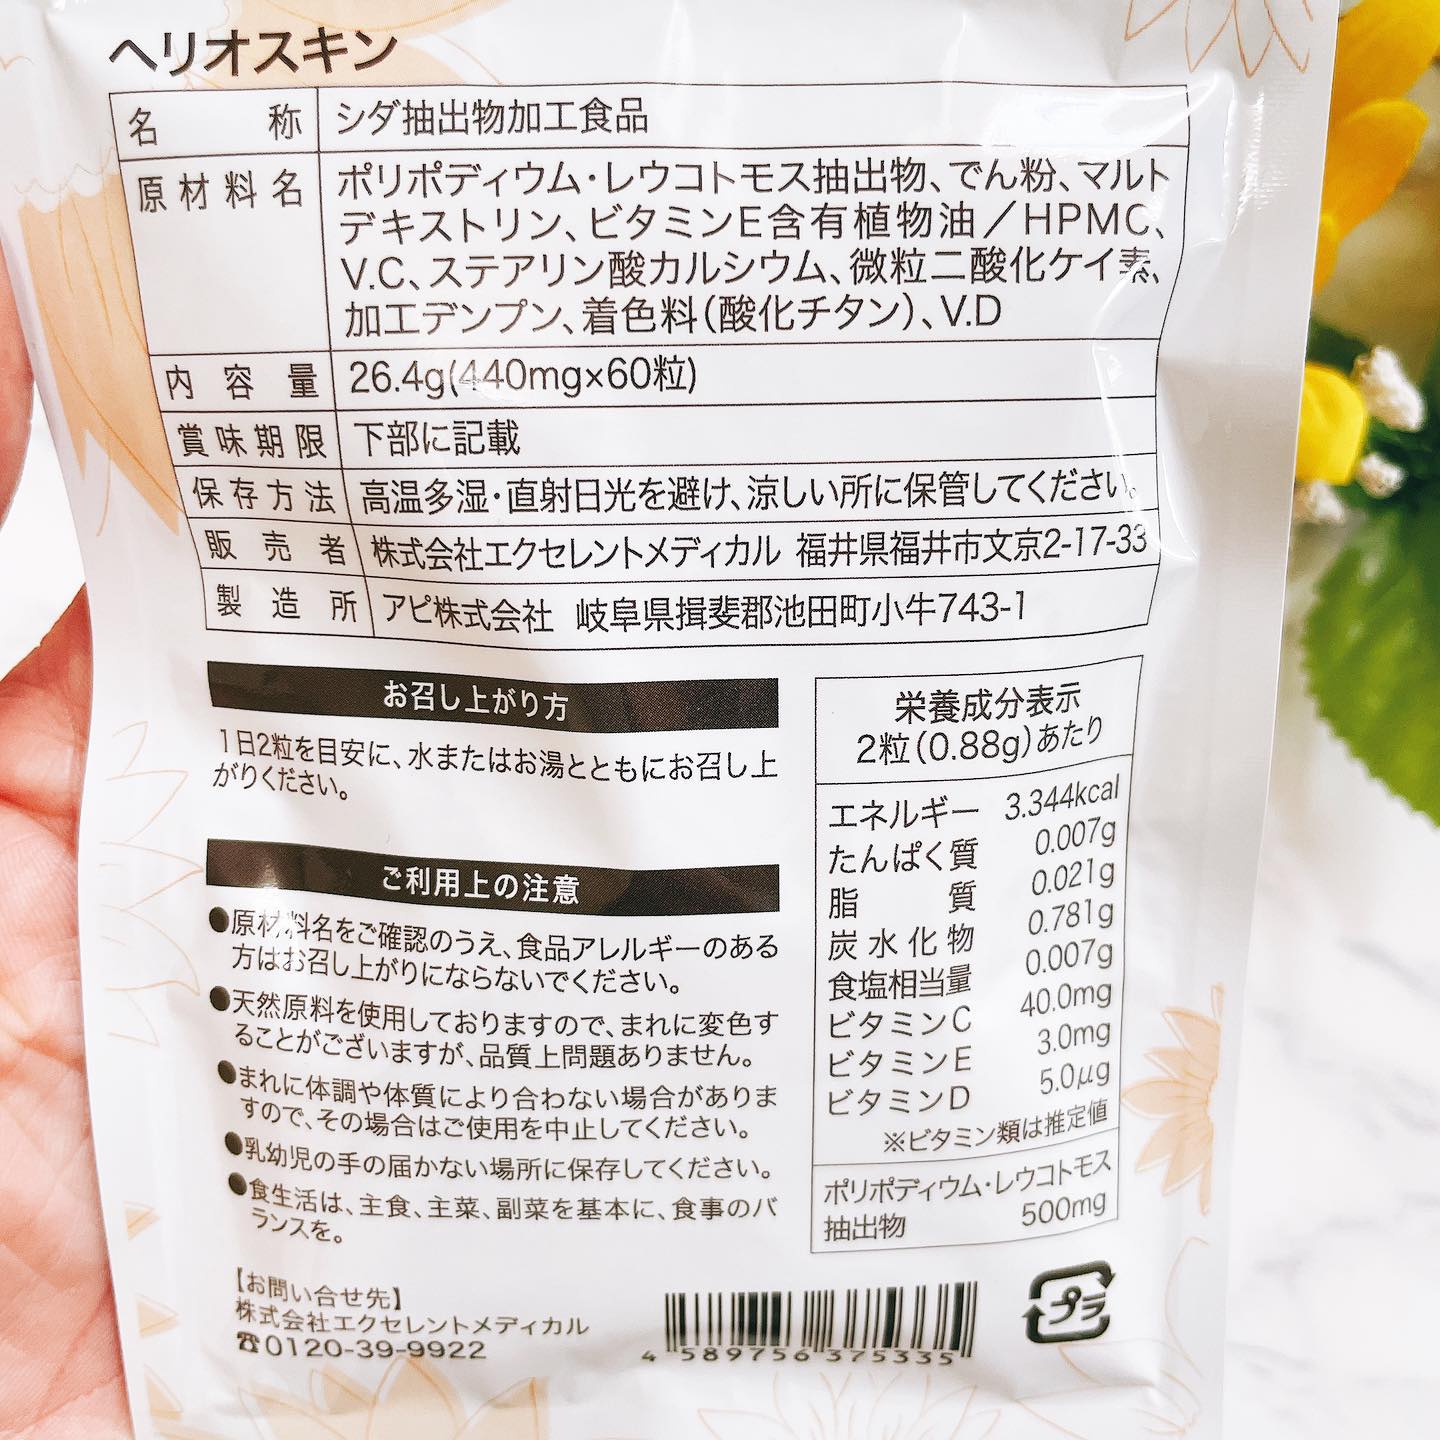 ヘリオスキン
名称 シダ抽出物加工食品
原材料名 ポリポディウム・レウコトモス抽出物、でん粉、マルト
デキストリン、ビタミンE含有植物油／HPMC、
V.C、ステアリン酸カルシウム、微粒二酸化ケイ素、
加工デンプン、着色料（酸化チタン）、V.D
内容量 26.4g(440mg×60粒)
賞味期限 下部に記載
保存方法 高温多湿・直射日光を避け、涼しい所に保管してください。
販売者 株式会社エクセレントメディカル 福井県福井市文京2-17-33
製造所 アピ株式会社 岐阜県揖斐郡池田町小牛743-1
お召し上がり方
1日2粒を目安に、水またはお湯とともにお召し上
がりください。
ご利用上の注意
●原材料名をご確認のうえ、食品アレルギーのある
方はお召し上がりにならないでください。
●天然原料を使用しておりますので、まれに変色す
ることがございますが、品質上問題ありません。
●まれに体調や体質により合わない場合がありま
すので、その場合はご使用を中止してください。
●乳幼児の手の届かない場所に保存してください。
●食生活は、主食、主菜、副菜を基本に、食事のバ
ランスを。
栄養成分表示
2粒（0.88g）あたり
エネルギー 3.344kcal
たんぱく質 0.007g
脂質 0.021g
炭水化物 0.781g
食塩相当量 0.007g
ビタミンC 40.0mg
ビタミンE 3.0mg
ビタミンD 5.0μg
※ビタミン類は推定値
ポリポディウム・レウコトモス
抽出物 500mg
【お問い合せ先】
株式会社エクセレントメディカル
☎0120-39-9922
4 589756 375335
プラ